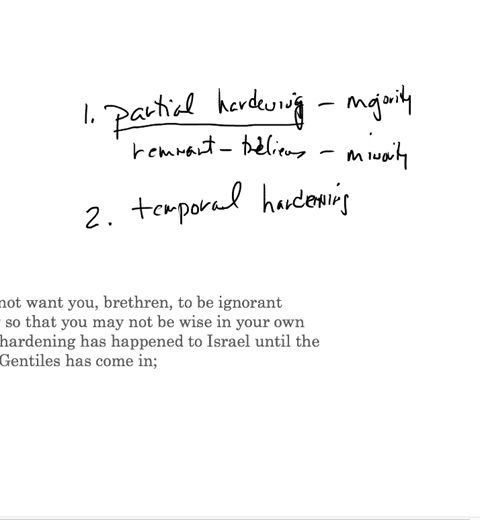 1. partial hardening – majority
remnant – believes – minority
2. temporal hardening
not want you, brethren, to be ignorant
so that you may not be wise in your own
hardening has happened to Israel until the
Gentiles has come in;